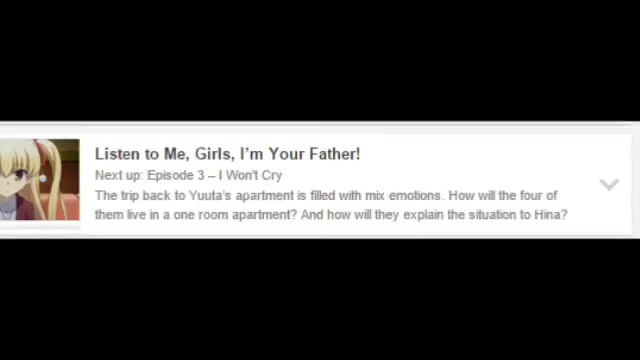 Listen to Me, Girls, I'm Your Father!
Next up: Episode 3 – I Won't Cry
The trip back to Yuuta's apartment is filled with mix emotions. How will the four of
them live in a one room apartment? And how will they explain the situation to Hina?